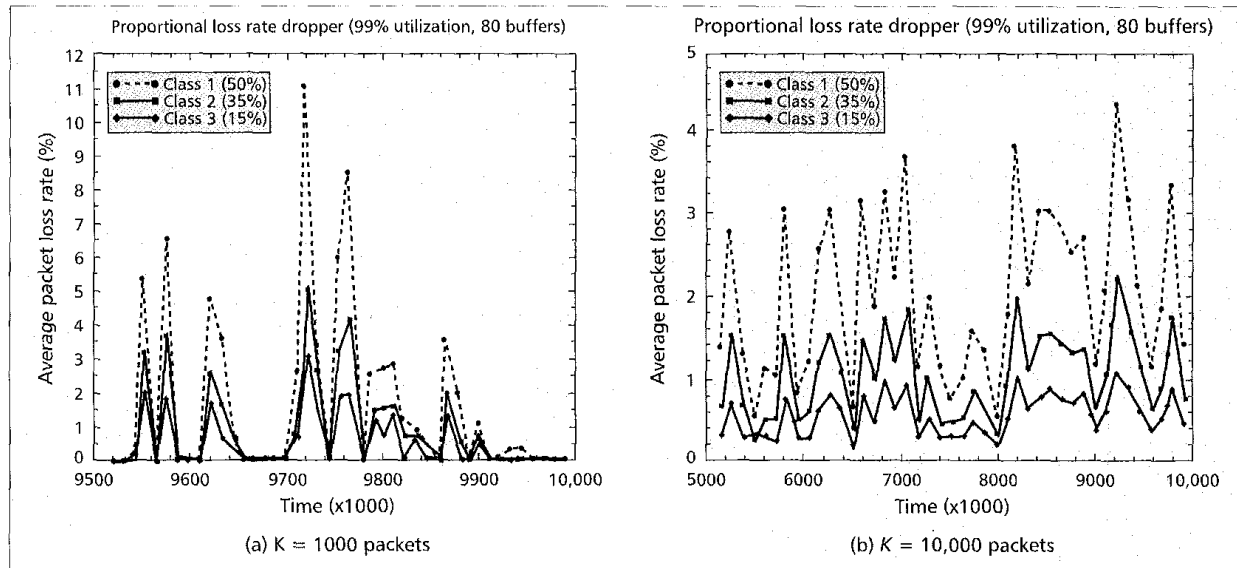 Proportional loss rate dropper (99% utilization, 80 buffers)
12
11
10
9
8
7
6
5
4
3
2
1
0
Average packet loss rate (%)
Class 1 (50%)
Class 2 (35%)
Class 3 (15%)
9500
9600
9700
9800
9900
10,000
Time (x1000)
(a) K = 1000 packets
Proportional loss rate dropper (99% utilization, 80 buffers)
5
4
3
2
1
0
Average packet loss rate (%)
Class 1 (50%)
Class 2 (35%)
Class 3 (15%)
5000
6000
7000
8000
9000
10,000
Time (x1000)
(b) K = 10,000 packets